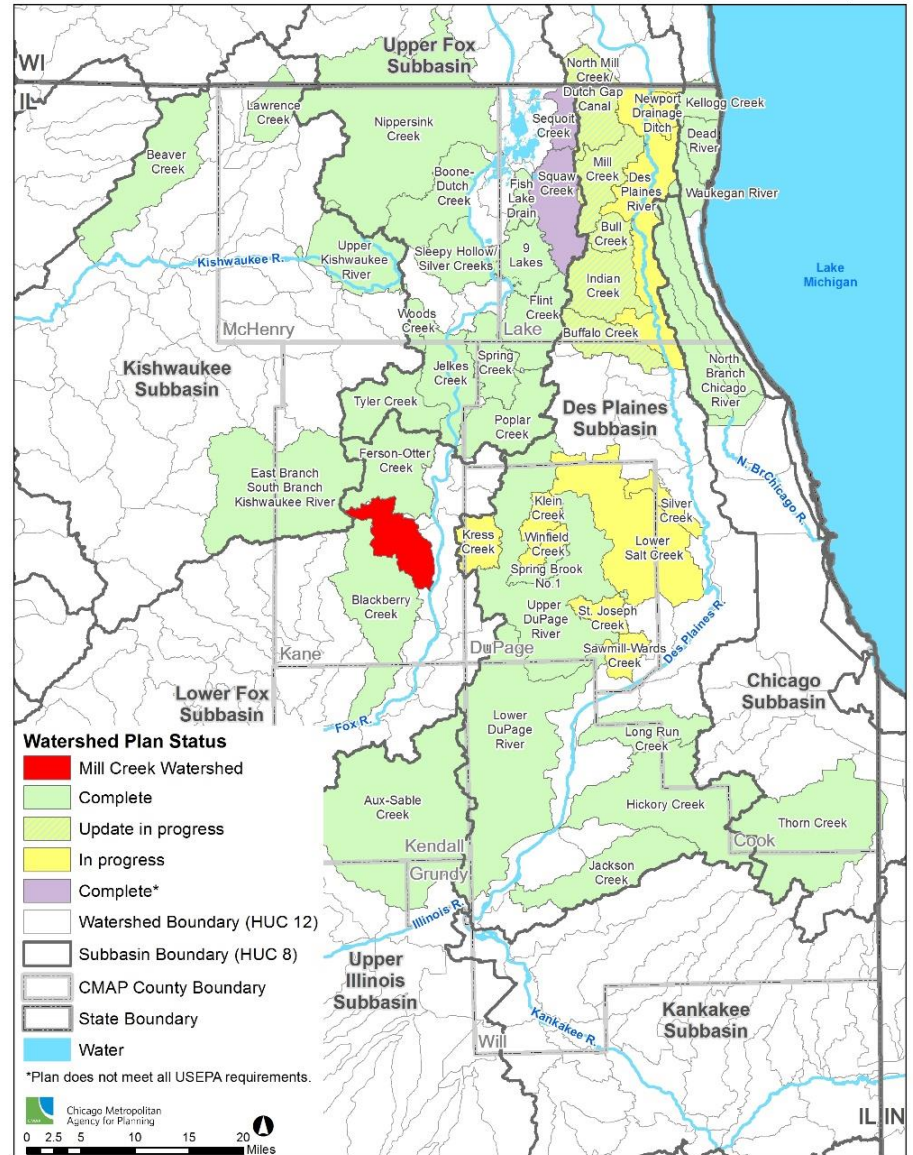 WI
IL
Upper Fox
Subbasin
North Mill
Creek/
Dutch Gap
Canal
Newport
Drainage
Ditch
Kellogg Creek
Dead
River
Lawrence
Creek
Nippersink
Creek
Sequoit
Creek
Beaver
Creek
Mill
Creek
Squaw
Creek
Des
Plaines
River
Boone-
Dutch
Creek
Fish
Lake
Drain
Waukegan River
Bull
Creek
Upper
Kishwaukee
River
Kishwaukee R.
Sleepy Hollow/
Silver Creeks
9
Lakes
Lake
Michigan
Indian
Creek
Flint
Creek
Woods
Creek
McHenry
Lake
Buffalo Creek
Kishwaukee
Subbasin
Jelkes
Creek
Spring
Creek
North
Branch
Chicago
River
Tyler Creek
Des Plaines
Subbasin
Poplar
Creek
Ferson-Otter
Creek
East Branch
South Branch
Kishwaukee River
N. BrChicago R.
Klein
Creek
Silver
Creek
Kress
Creek
Winfield
Creek
Lower
Salt Creek
Spring Brook
No.1
Blackberry
Creek
Upper
DuPage
River
St. Joseph
Creek
Des Plaines R.
Sawmill-Wards
Creek
Kane
DuPage
Lower Fox
Subbasin
Chicago
Subbasin
Fox R.
Lower
DuPage
River
Long Run
Creek
Watershed Plan Status
Mill Creek Watershed
Complete
Update in progress
In progress
Complete*
Watershed Boundary (HUC 12)
Subbasin Boundary (HUC 8)
CMAP County Boundary
State Boundary
Water
*Plan does not meet all USEPA requirements.
Aux-Sable
Creek
Hickory Creek
Thorn Creek
Kendall
Grundy
Cook
Jackson
Creek
Illinois R.
Upper
Illinois
Subbasin
Kankakee R.
Kankakee
Subbasin
Will
IL
IN
Chicago Metropolitan
Agency for Planning
0 2.5 5 10 15 20
Miles